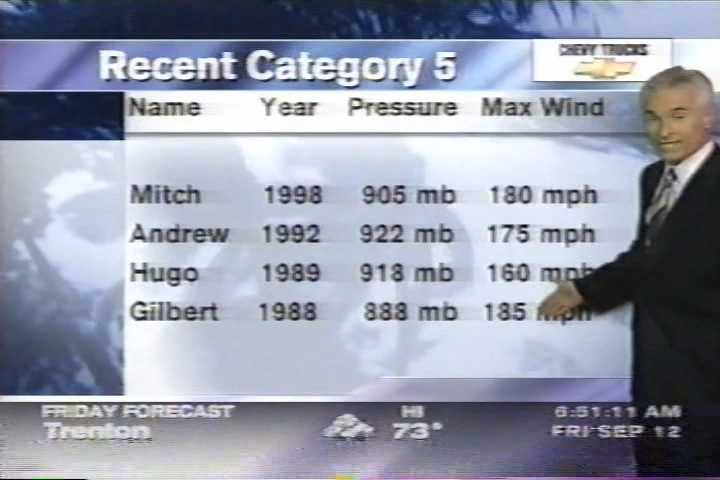 CHEVY TRUCKS
Recent Category 5
Name Year Pressure Max Wind
Mitch 1998 905 mb 180 mph
Andrew 1992 922 mb 175 mph
Hugo 1989 918 mb 160 mph
Gilbert 1988 888 mb 185 mph
FRIDAY FORECAST HI 6:51:11 AM
Trenton 73° FRI SEP 12